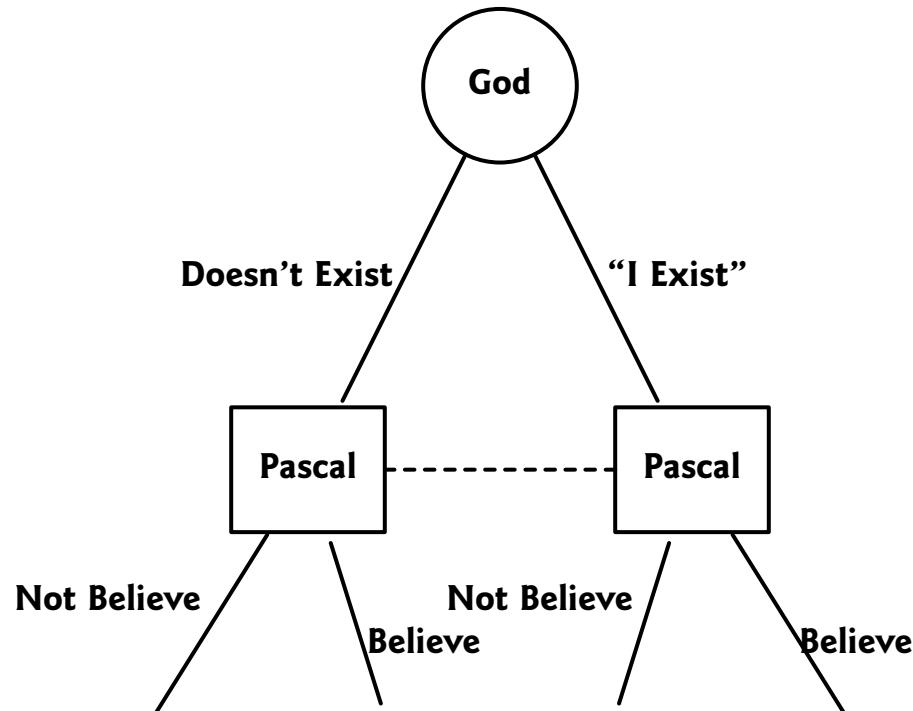 God
Doesn't Exist
“I Exist”
Pascal
Pascal
Not Believe
Believe
Not Believe
Believe